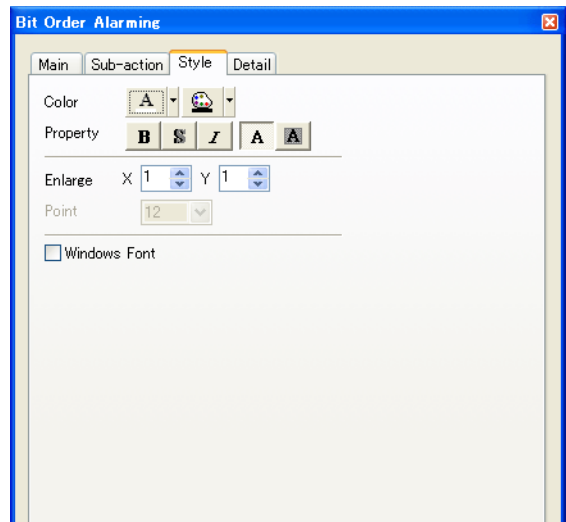 Bit Order Alarming
Main Sub-action Style Detail
Color A
Property B S I A A
Enlarge X 1 Y 1
Point 12
Windows Font